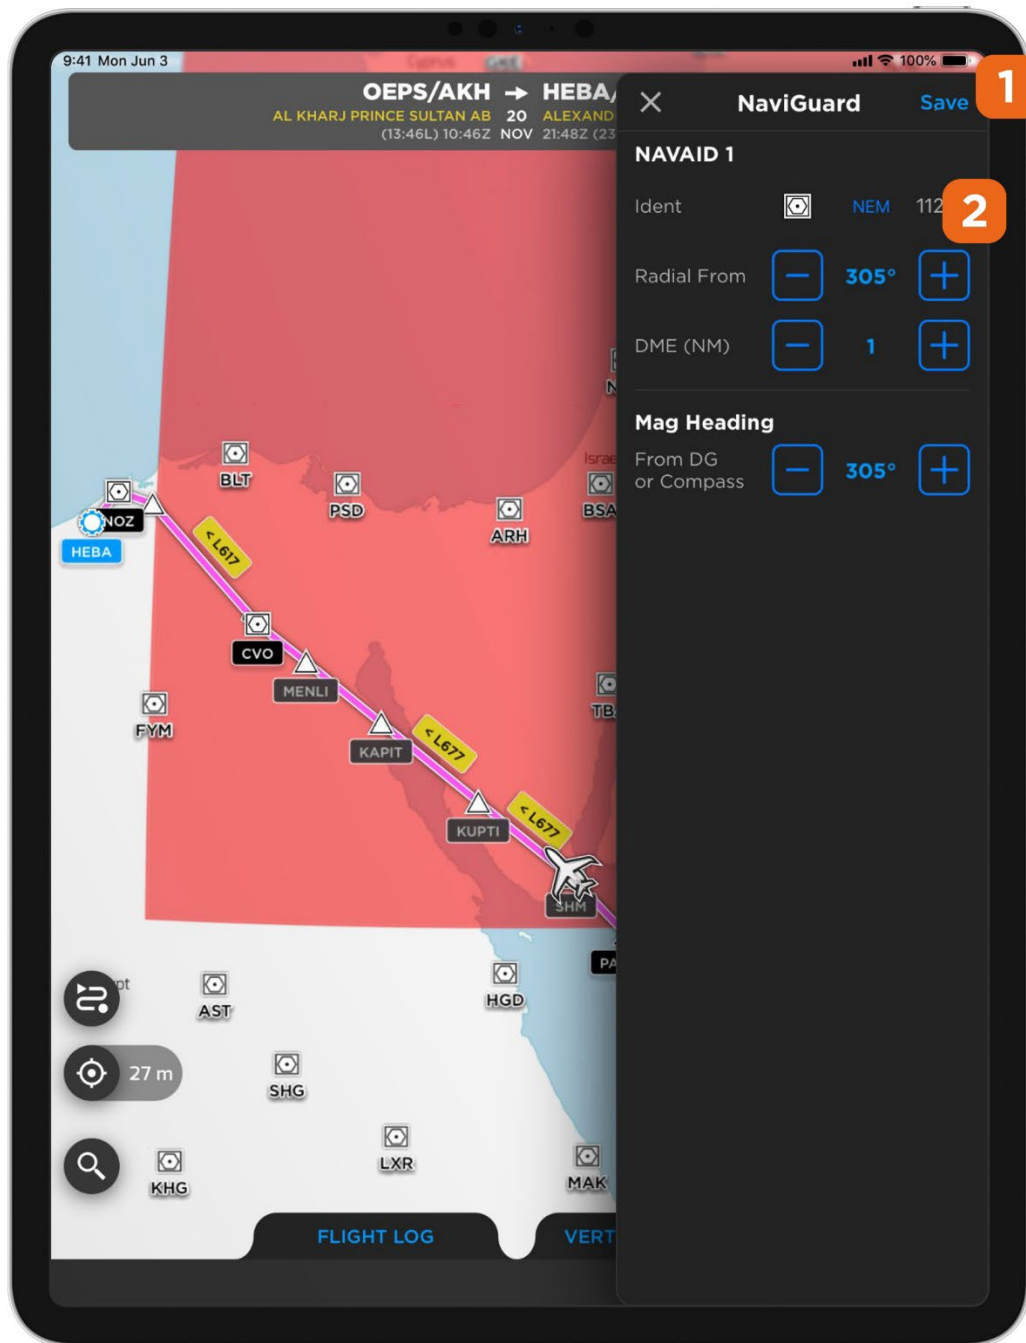 9:41 Mon Jun 3
100%
1
OEPS/AKH → HEBA/
AL KHARJ PRINCE SULTAN AB 20 ALEXAND
(13:46L) 10:46Z NOV 21:48Z (23
NaviGuard
Save
NAVAID 1
Ident NEM 112
2
Radial From 305°
DME (NM) 1
Mag Heading
From DG
or Compass
305°
BLT
PSD
ARH
BSA
NOZ
HEBA
< L617
CVO
MENLI
FYM
KAPIT
< L677
KUPTI
< L677
SHM
PA
HGD
AST
27 m
SHG
LXR
KHG
MAK
FLIGHT LOG
VERT